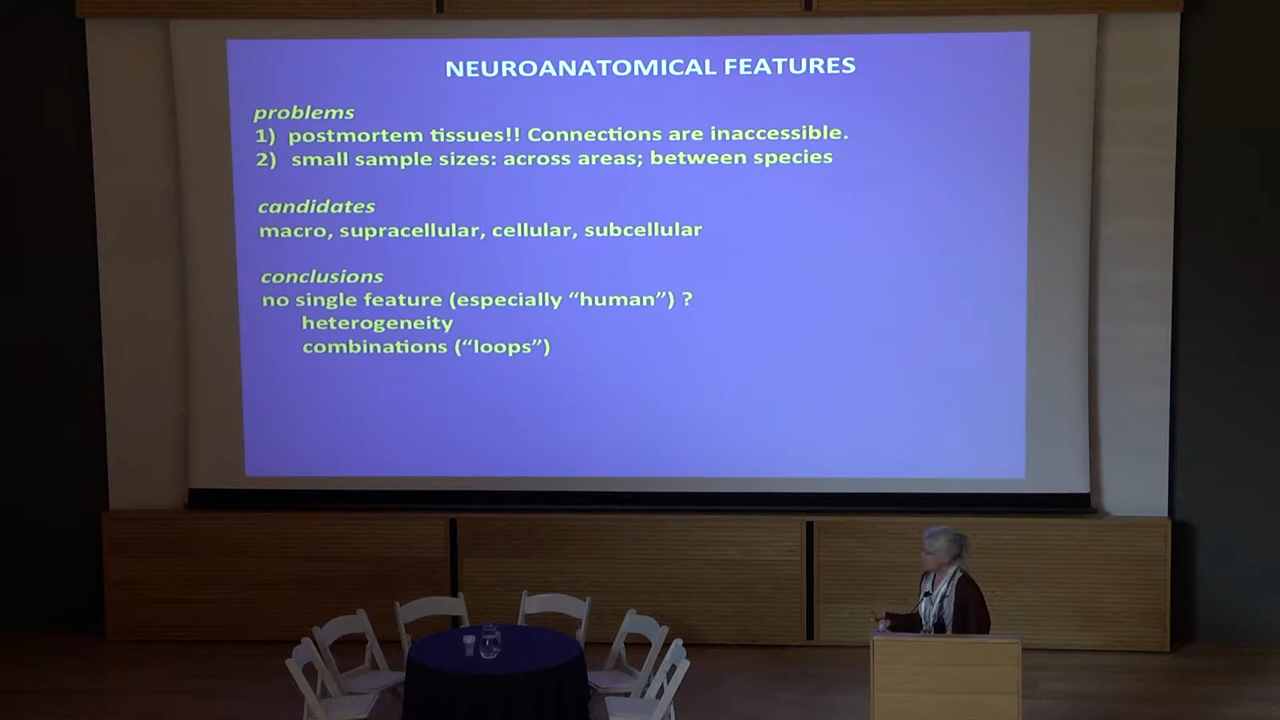 NEUROANATOMICAL FEATURES
problems
1) postmortem tissues!! Connections are inaccessible.
2) small sample sizes: across areas; between species
candidates
macro, supracellular, cellular, subcellular
conclusions
no single feature (especially “human”) ?
heterogeneity
combinations (“loops”)